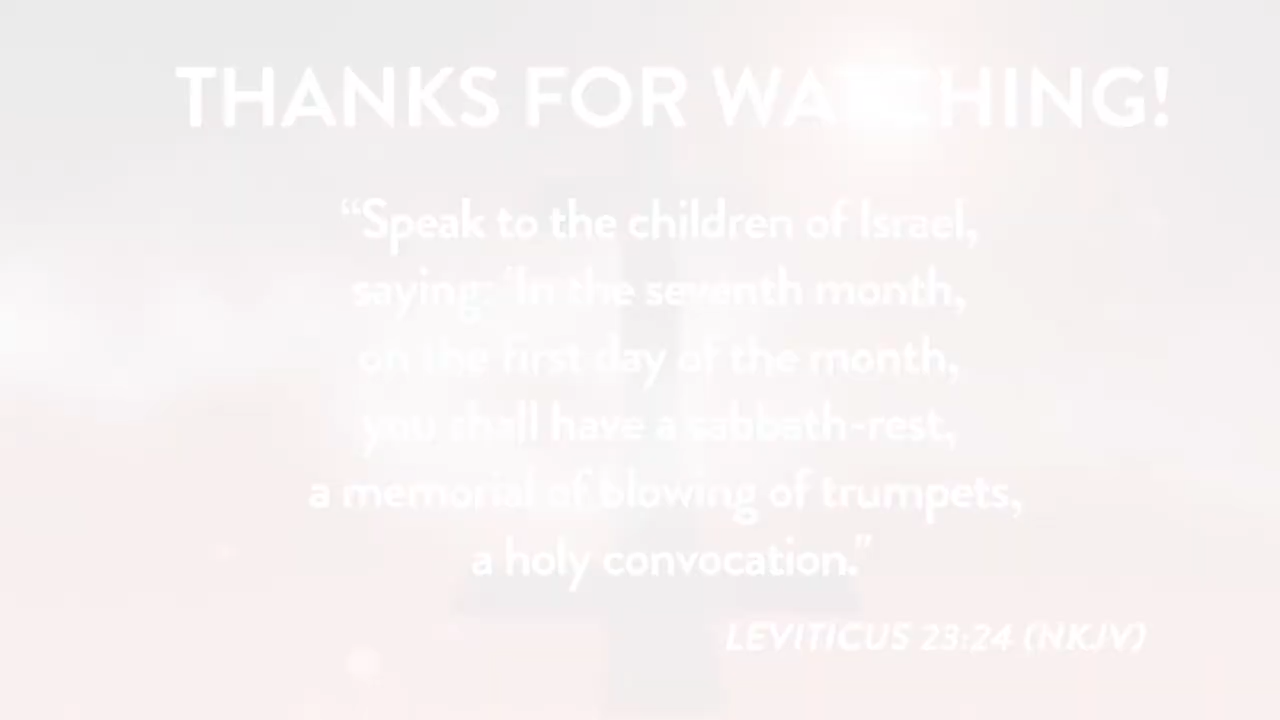 THANKS FOR WATCHING!
“Speak to the children of Israel,
saying: ‘In the seventh month,
on the first day of the month,
you shall have a sabbath-rest,
a memorial of blowing of trumpets,
a holy convocation.”
LEVITICUS 23:24 (NKJV)